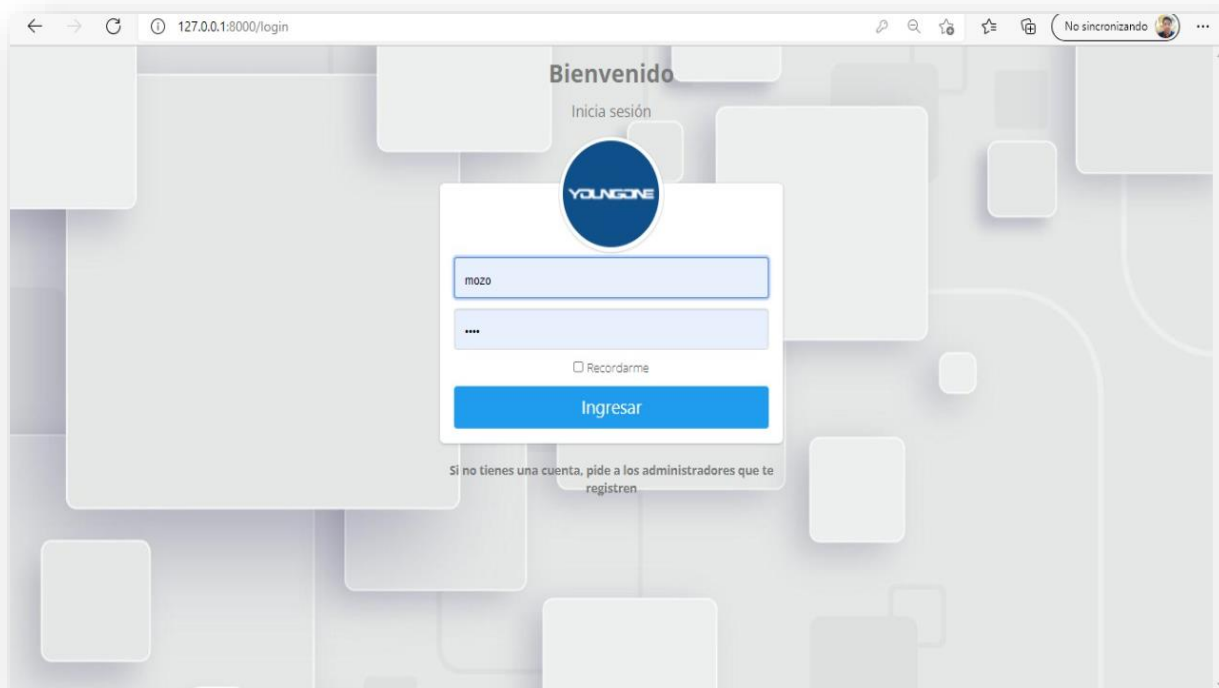 127.0.0.1:8000/login
No sincronizando
Bienvenido
Inicia sesión
YOUNGONE
mozo
••••
Recordarme
Ingresar
Si no tienes una cuenta, pide a los administradores que te
registren